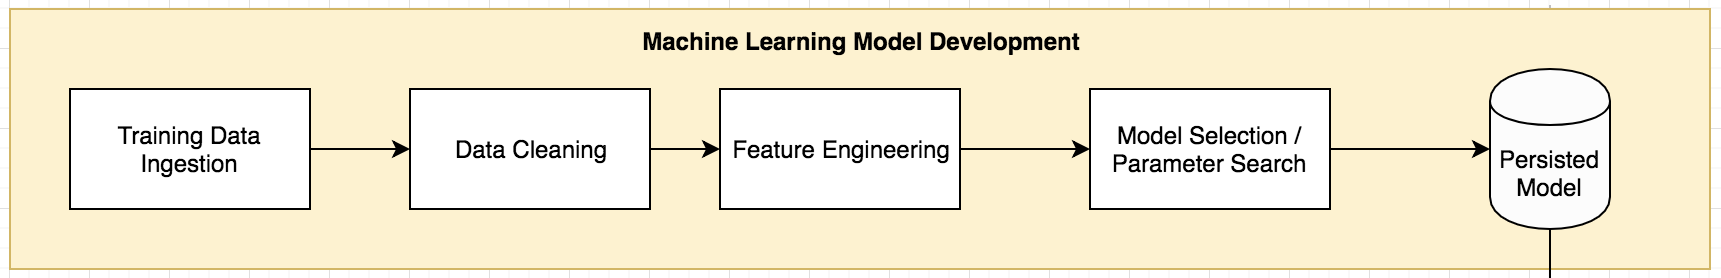 Machine Learning Model Development
Training Data
Ingestion
Data Cleaning
Feature Engineering
Model Selection /
Parameter Search
Persisted
Model